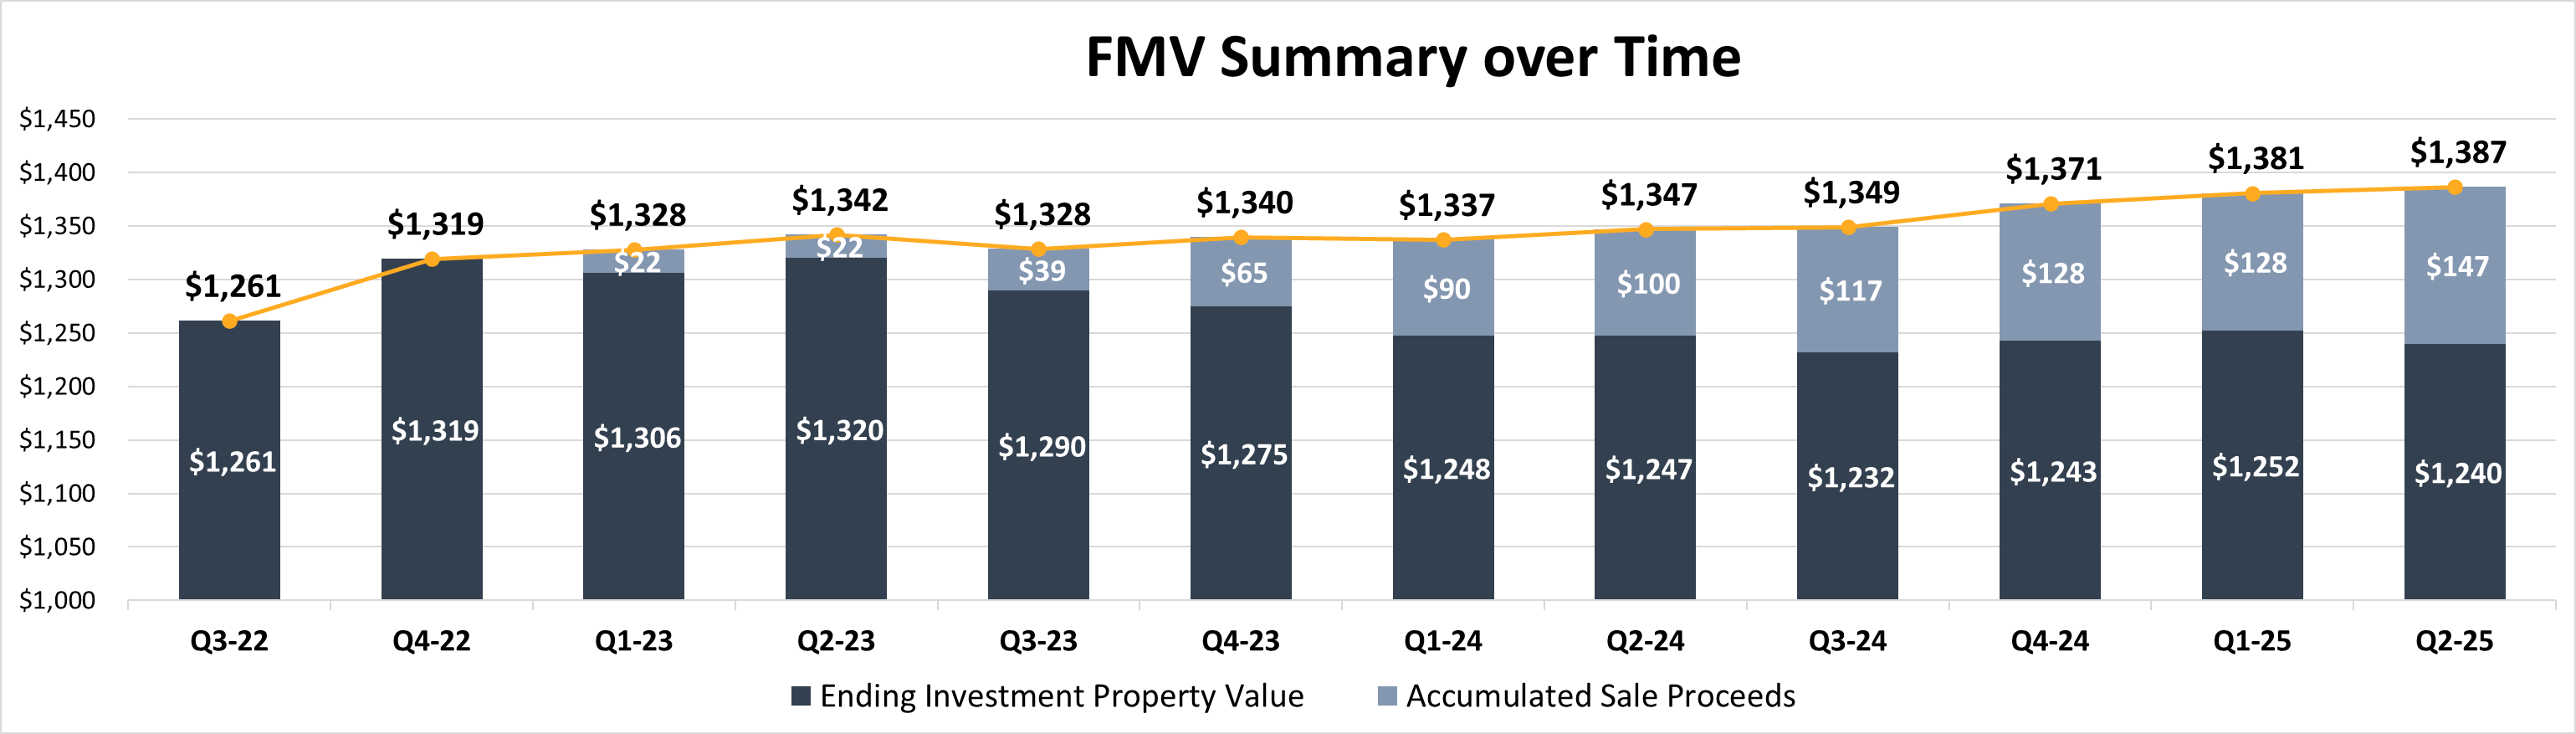 FMV Summary over Time
$1,450
$1,400
$1,350
$1,300
$1,250
$1,200
$1,150
$1,100
$1,050
$1,000
$1,261 $1,319 $1,328 $1,342 $1,328 $1,340 $1,337 $1,347 $1,349 $1,371 $1,381 $1,387
$22 $22 $39 $65 $90 $100 $117 $128 $128 $147
$1,261 $1,319 $1,306 $1,320 $1,290 $1,275 $1,248 $1,247 $1,232 $1,243 $1,252 $1,240
Q3-22 Q4-22 Q1-23 Q2-23 Q3-23 Q4-23 Q1-24 Q2-24 Q3-24 Q4-24 Q1-25 Q2-25
Ending Investment Property Value Accumulated Sale Proceeds